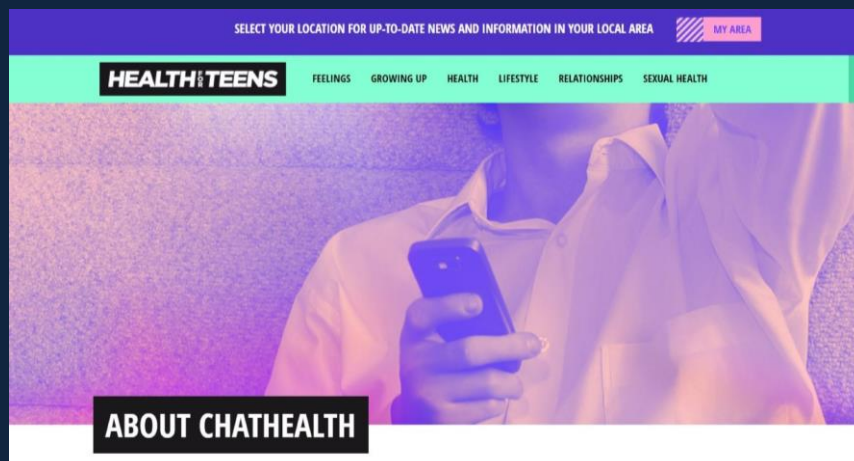 SELECT YOUR LOCATION FOR UP-TO-DATE NEWS AND INFORMATION IN YOUR LOCAL AREA MY AREA
HEALTH FOR TEENS FEELINGS GROWING UP HEALTH LIFESTYLE RELATIONSHIPS SEXUAL HEALTH
ABOUT CHATHEALTH